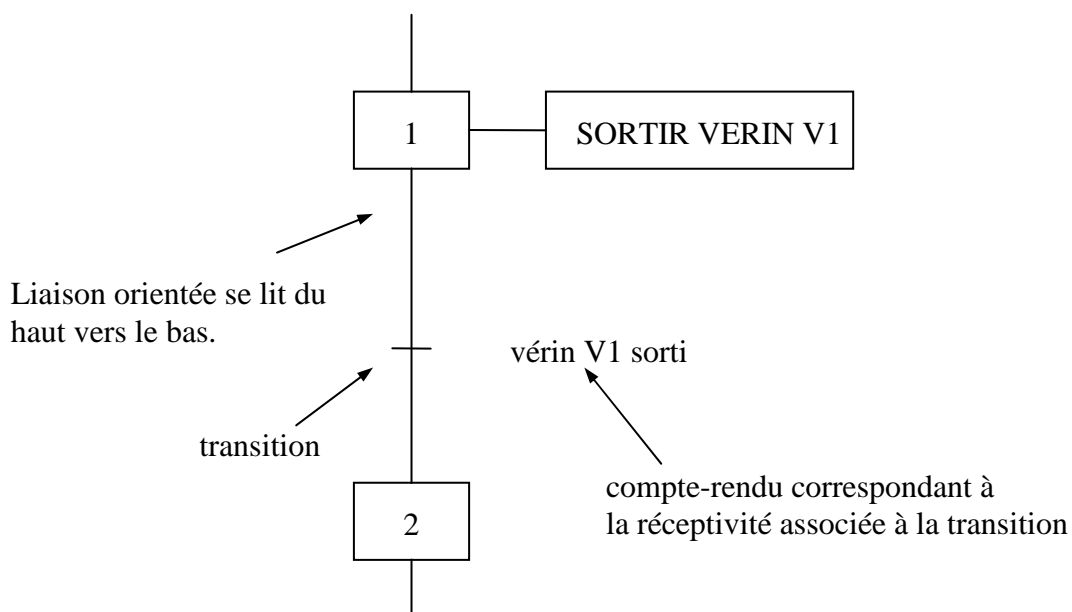 1
SORTIR VERIN V1
Liaison orientée se lit du
haut vers le bas.
vérin V1 sorti
transition
compte-rendu correspondant à
la réceptivité associée à la transition
2